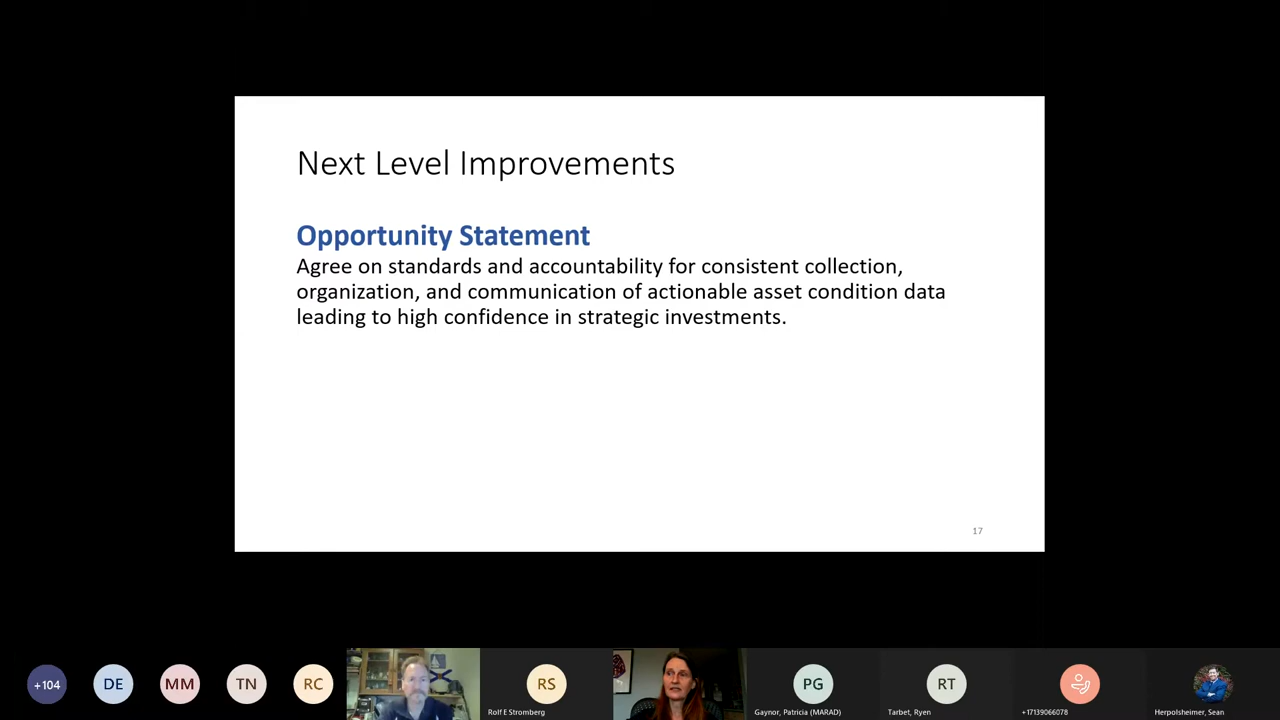 Next Level Improvements
Opportunity Statement
Agree on standards and accountability for consistent collection,
organization, and communication of actionable asset condition data
leading to high confidence in strategic investments.
17
+104
DE
MM
TN
RC
RS
Rolf E Stromberg
PG
Gaynor, Patricia (MARAD)
RT
Tarbet, Ryen
+17139066078
Herpolsheimer, Sean